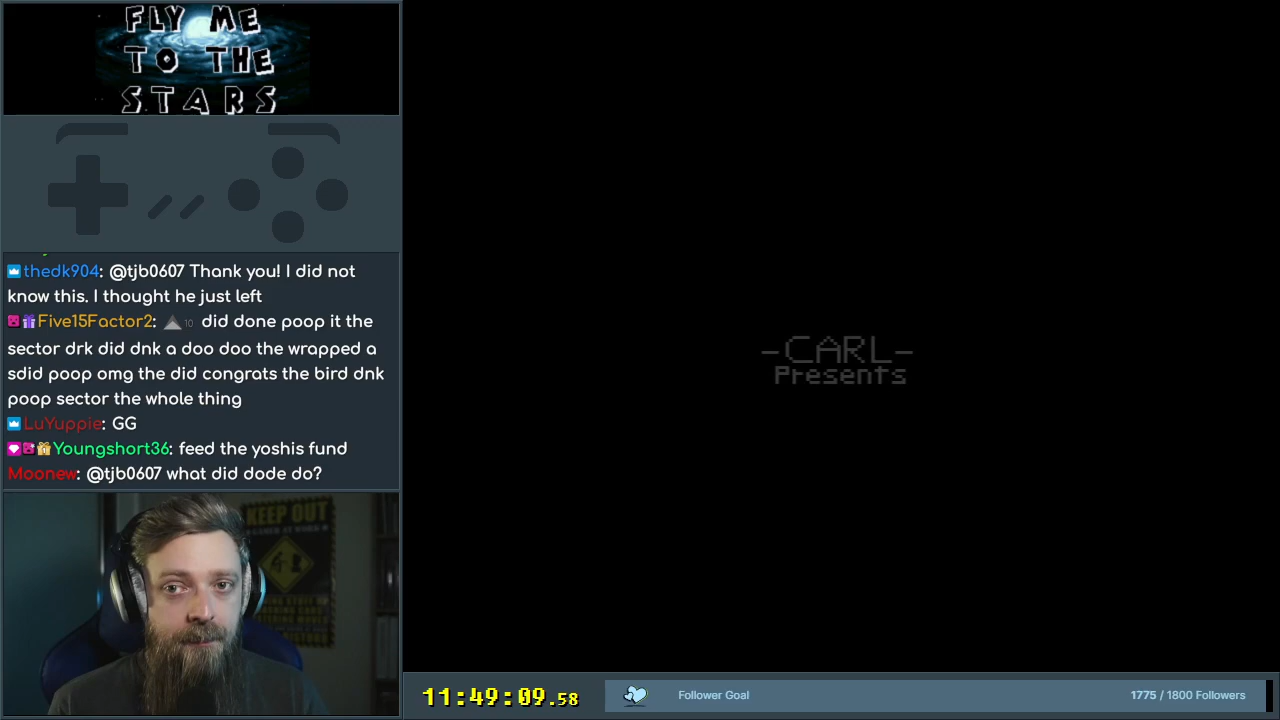 FLY ME
TO THE
STARS
thedk904: @tjb0607 Thank you! I did not
know this. I thought he just left
Five15Factor2: 10 did done poop it the
sector drk did dnk a doo doo the wrapped a
sdid poop omg the did congrats the bird dnk
poop sector the whole thing
LuYuppie: GG
Youngshort36: feed the yoshis fund
Moonew: @tjb0607 what did dode do?
-CARL-
Presents
KEEP OUT
11:49:09.58
Follower Goal
1775 / 1800 Followers